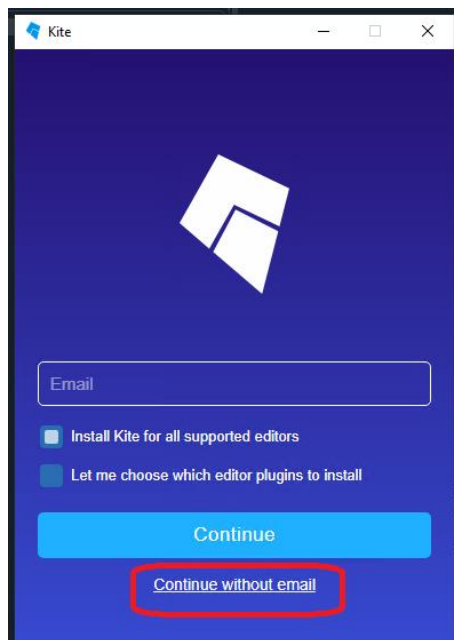 Kite
Email
Install Kite for all supported editors
Let me choose which editor plugins to install
Continue
Continue without email